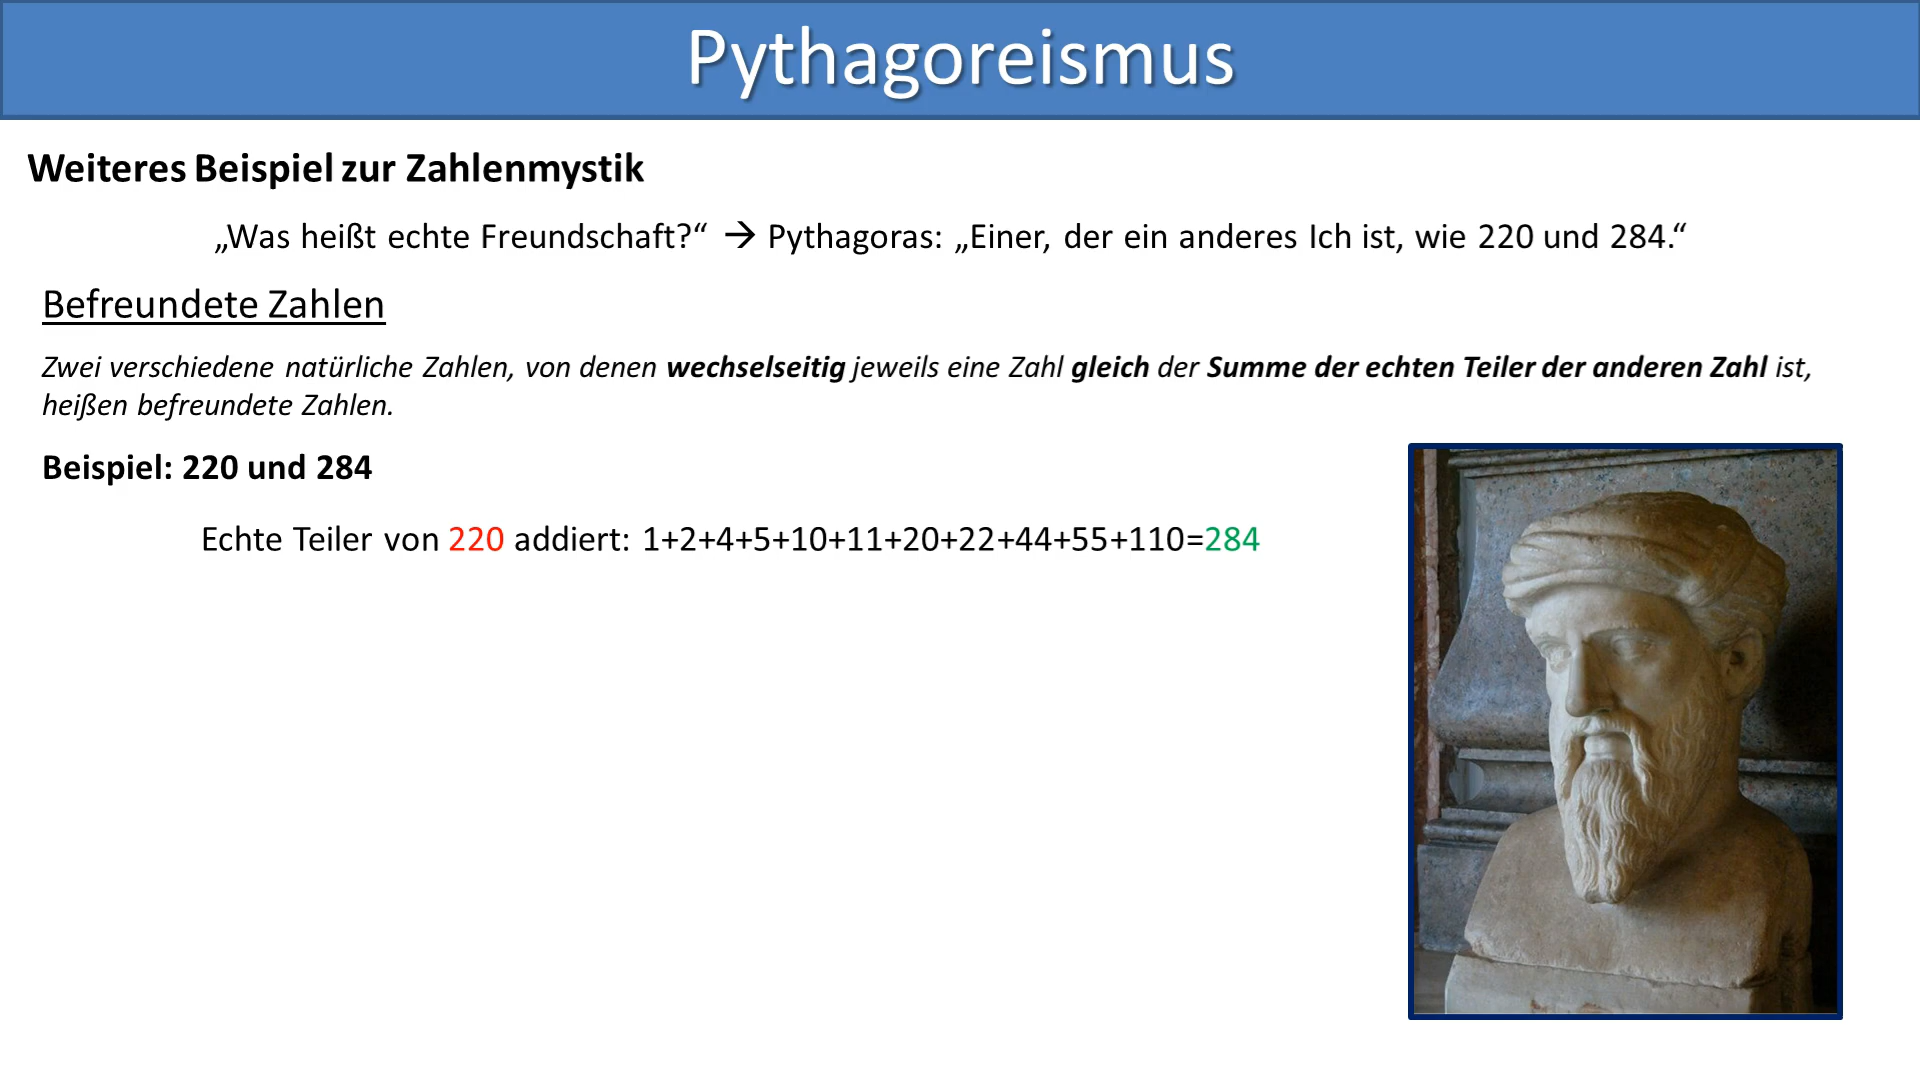 Pythagoreismus
Weiteres Beispiel zur Zahlenmystik
„Was heißt echte Freundschaft?“ → Pythagoras: „Einer, der ein anderes Ich ist, wie 220 und 284.“
Befreundete Zahlen
Zwei verschiedene natürliche Zahlen, von denen wechselseitig jeweils eine Zahl gleich der Summe der echten Teiler der anderen Zahl ist,
heißen befreundete Zahlen.
Beispiel: 220 und 284
Echte Teiler von 220 addiert: 1+2+4+5+10+11+20+22+44+55+110=284